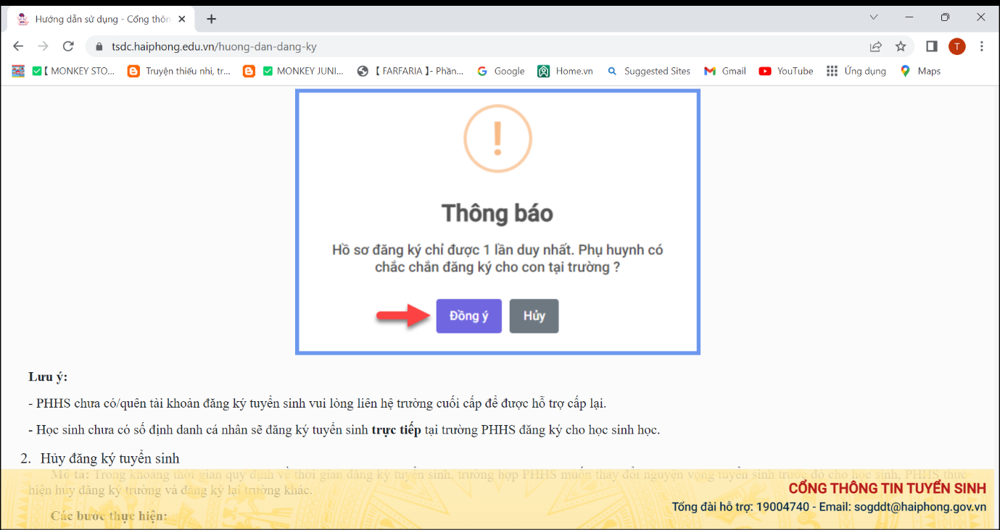 Hướng dẫn sử dụng - Cổng thôn
tsdc.haiphong.edu.vn/huong-dan-dang-ky
T
【 MONKEY STO...
Truyện thiếu nhi, tr...
MONKEY JUNI...
【 FARFARIA 】- Phần...
Google
Home.vn
Suggested Sites
Gmail
YouTube
Ứng dụng
Maps
!
Thông báo
Hồ sơ đăng ký chỉ được 1 lần duy nhất. Phụ huynh có
chắc chắn đăng ký cho con tại trường ?
Đồng ý
Hủy
Lưu ý:
- PHHS chưa có/quên tài khoản đăng ký tuyển sinh vui lòng liên hệ trường cuối cấp để được hỗ trợ cấp lại.
- Học sinh chưa có số định danh cá nhân sẽ đăng ký tuyển sinh trực tiếp tại trường PHHS đăng ký cho học sinh học.
2. Hủy đăng ký tuyển sinh
Mô tả: Trong khoảng thời gian quy định về thời gian đăng ký tuyển sinh, trường hợp PHHS muốn thay đổi nguyện vọng tuyển sinh trước đó cho học sinh, PHHS thực
hiện hủy đăng ký trường và đăng ký lại trường khác.
Các bước thực hiện:
CỔNG THÔNG TIN TUYỂN SINH
Tổng đài hỗ trợ: 19004740 - Email: sogddt@haiphong.gov.vn